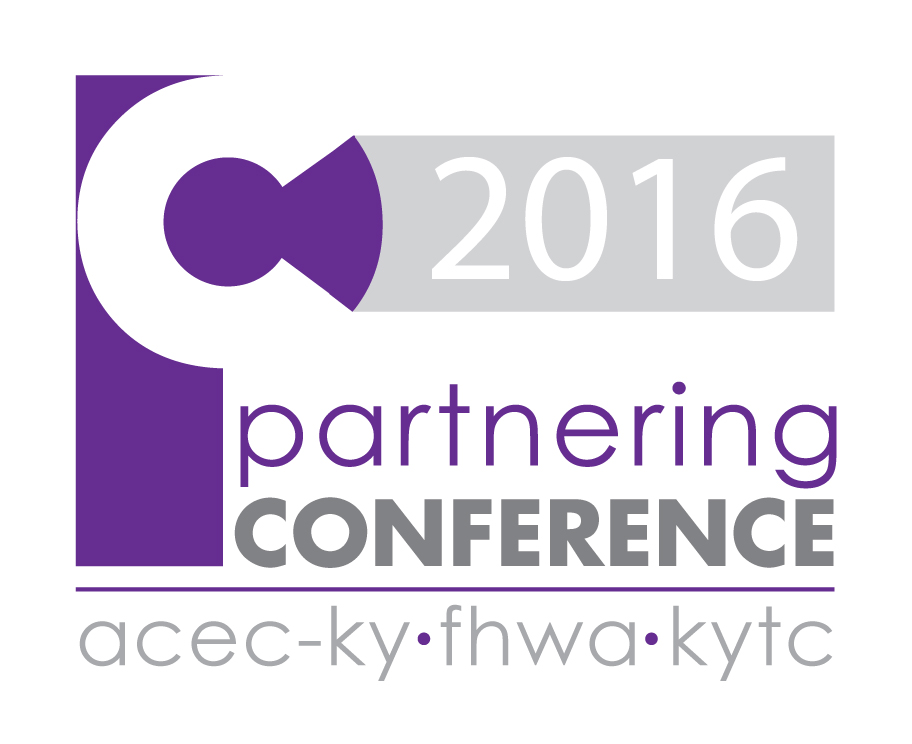 2016
partnering
CONFERENCE
acec-ky•fhwa•kytc